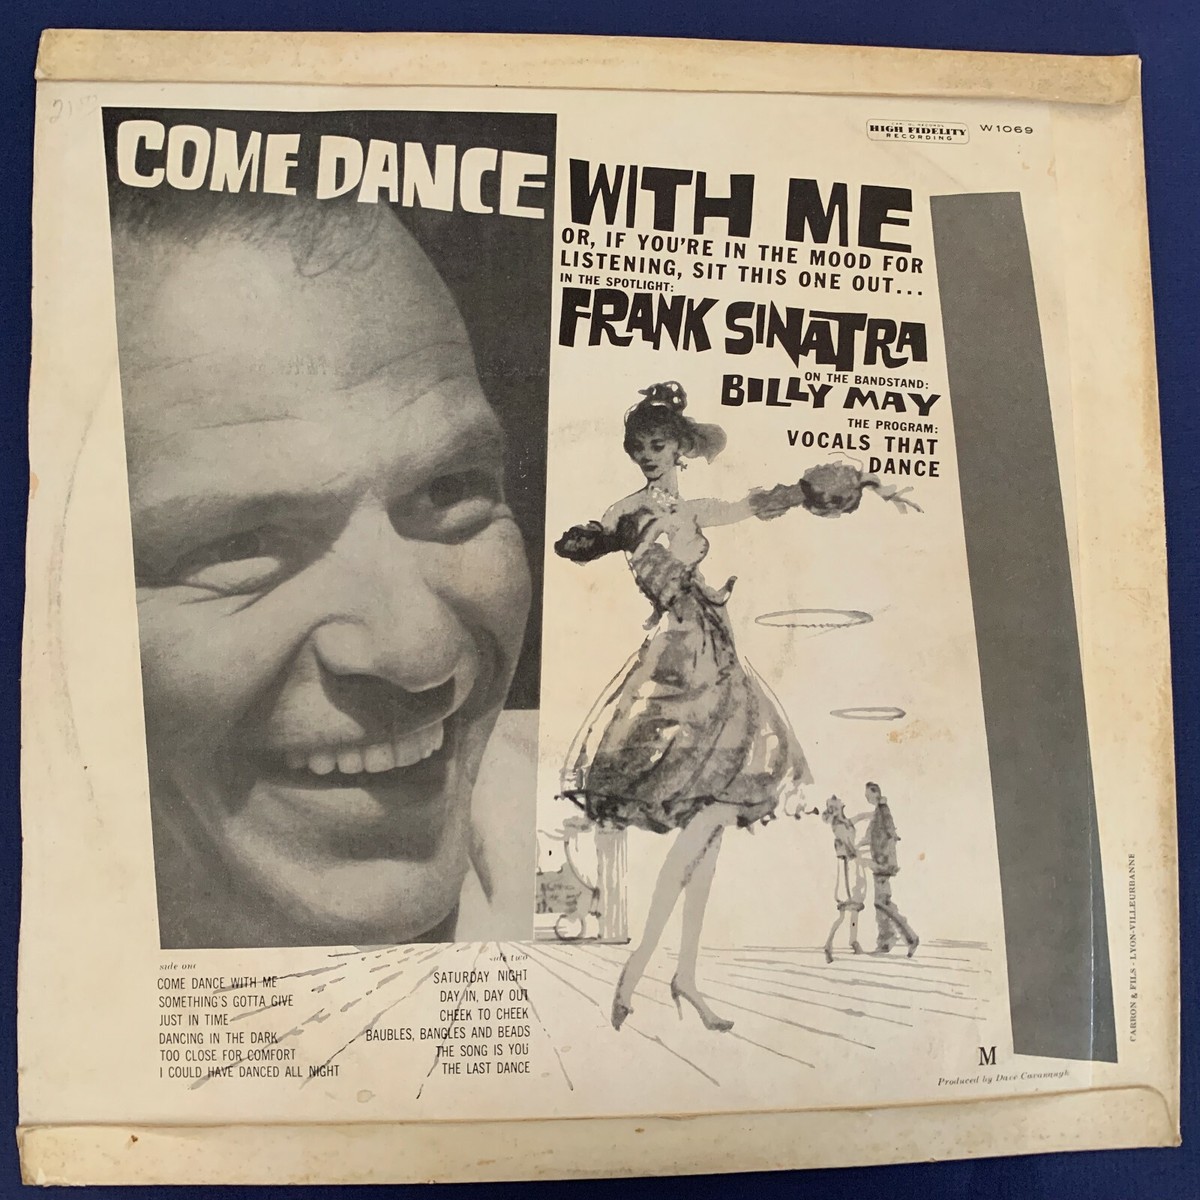 COME DANCE WITH ME
OR, IF YOU'RE IN THE MOOD FOR
LISTENING, SIT THIS ONE OUT...
IN THE SPOTLIGHT:
FRANK SINATRA
ON THE BANDSTAND:
BILLY MAY
THE PROGRAM:
VOCALS THAT
DANCE
HIGH FIDELITY
RECORDING
W1069
side one
COME DANCE WITH ME
SOMETHING'S GOTTA GIVE
JUST IN TIME
DANCING IN THE DARK
TOO CLOSE FOR COMFORT
I COULD HAVE DANCED ALL NIGHT
side two
SATURDAY NIGHT
DAY IN, DAY OUT
CHEEK TO CHEEK
BAUBLES, BANGLES AND BEADS
THE SONG IS YOU
THE LAST DANCE
M
Produced by Dave Cavanaugh
CARRON & FILS - LYON-VILLEURBANNE